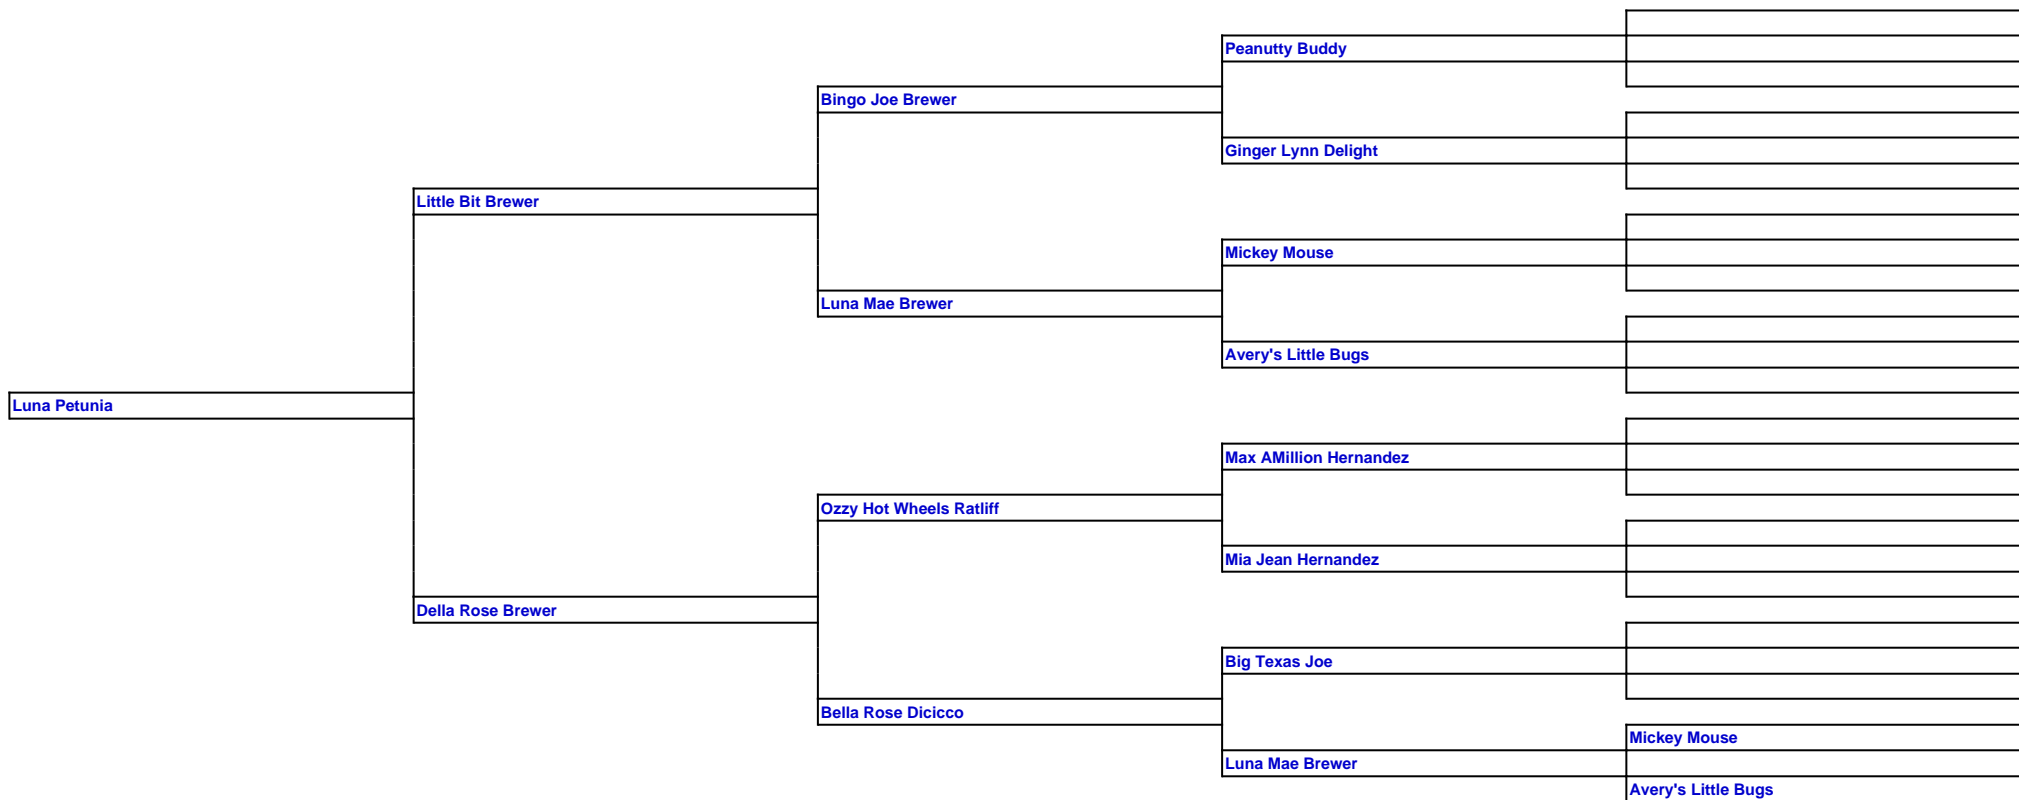 Peanutty Buddy
Bingo Joe Brewer
Ginger Lynn Delight
Little Bit Brewer
Mickey Mouse
Luna Mae Brewer
Avery's Little Bugs
Luna Petunia
Max AMillion Hernandez
Ozzy Hot Wheels Ratliff
Mia Jean Hernandez
Della Rose Brewer
Big Texas Joe
Bella Rose Dicicco
Mickey Mouse
Luna Mae Brewer
Avery's Little Bugs